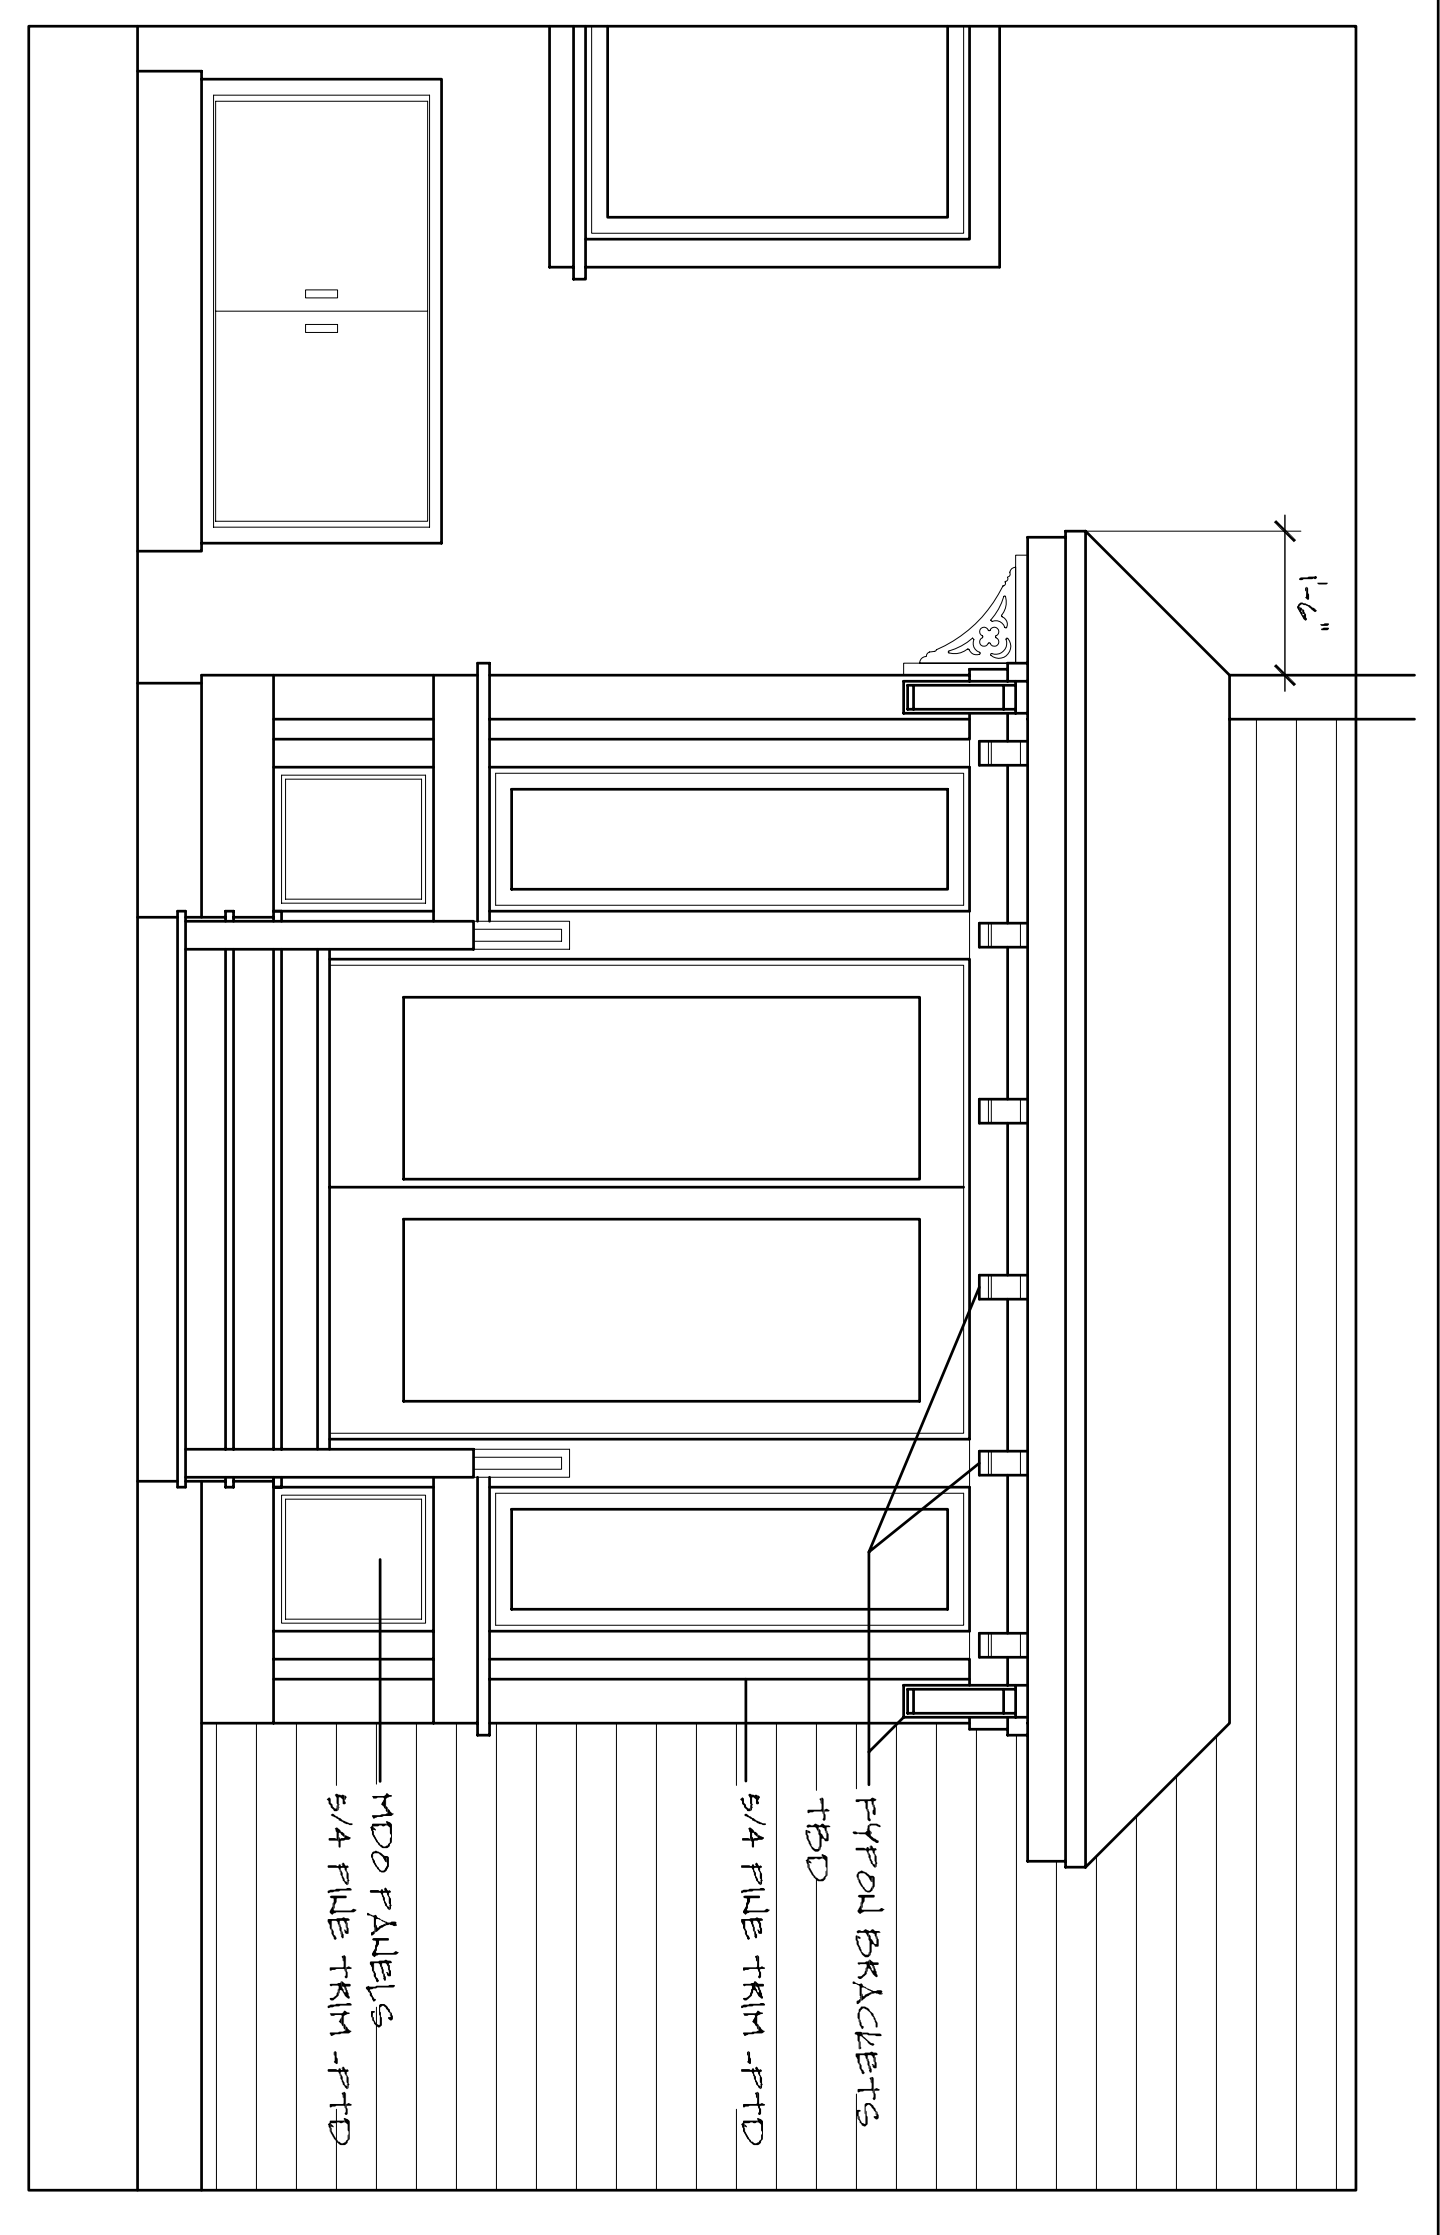 1'-6"
FYPON BRACKETS
TBD
5/4 PINE TRIM -PTD
MDO PANELS
5/4 PINE TRIM -PTD